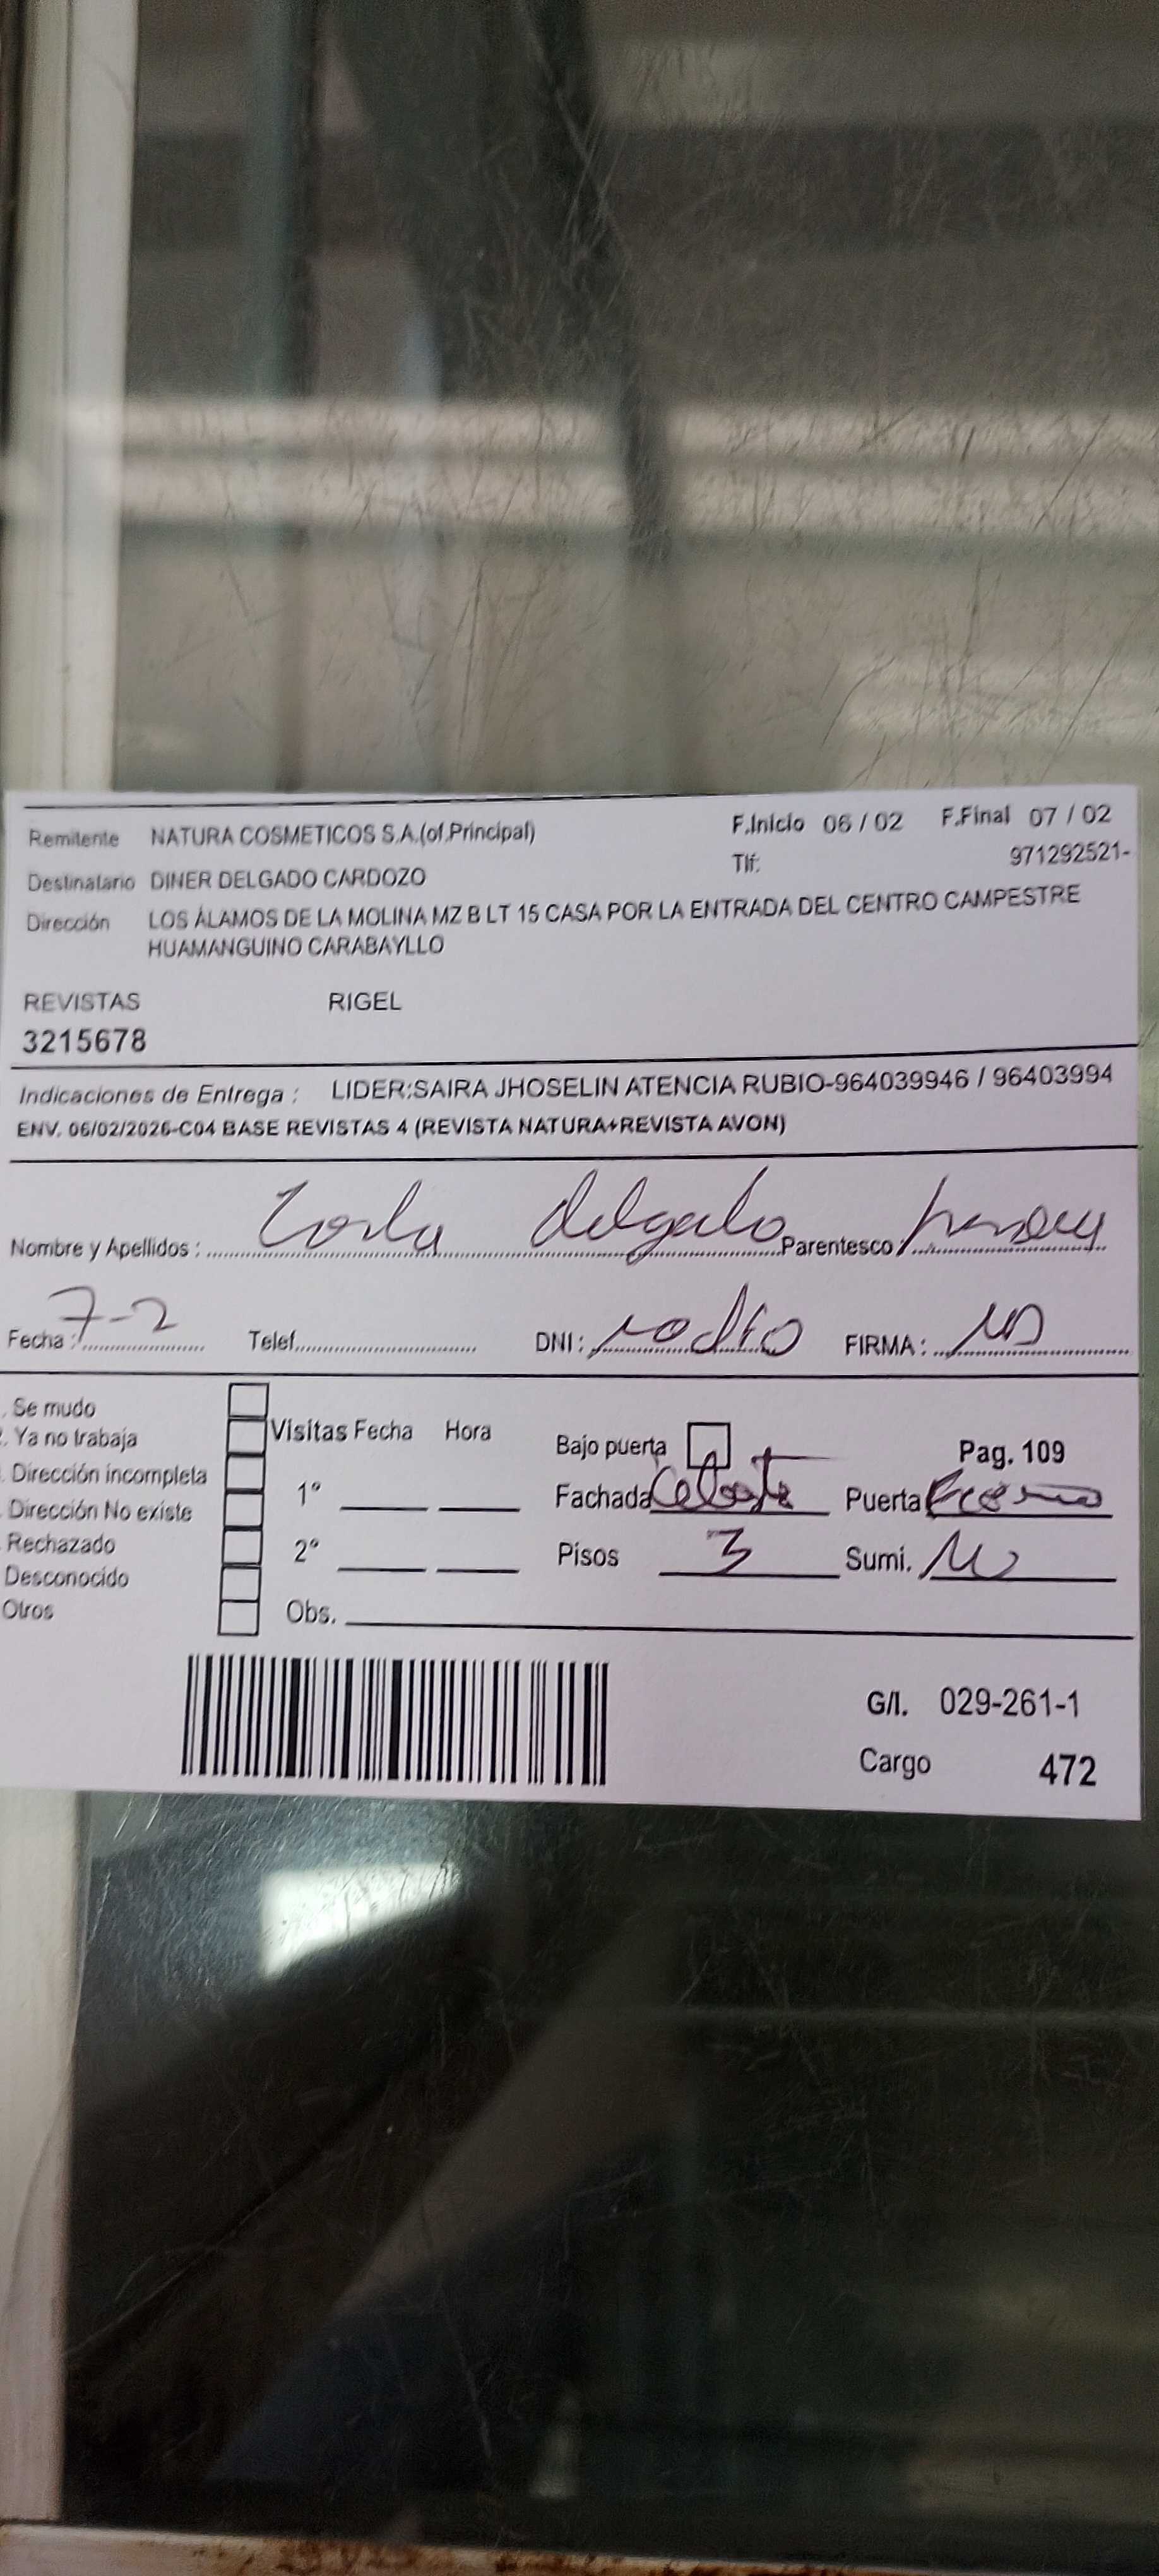 Remitente NATURA COSMETICOS S.A.(of.Principal) F.Inicio 06 / 02 F.Final 07 / 02
Tlf: 971292521-
Destinatario DINER DELGADO CARDOZO
Dirección LOS ÁLAMOS DE LA MOLINA MZ B LT 15 CASA POR LA ENTRADA DEL CENTRO CAMPESTRE
HUAMANGUINO CARABAYLLO
REVISTAS RIGEL
3215678
Indicaciones de Entrega : LIDER:SAIRA JHOSELIN ATENCIA RUBIO-964039946 / 96403994
ENV. 06/02/2026-C04 BASE REVISTAS 4 (REVISTA NATURA+REVISTA AVON)
Nombre y Apellidos : delgado Parentesco
Fecha : 7-2 Telef. DNI : no dio FIRMA :
. Se mudo
. Ya no trabaja Visitas Fecha Hora Bajo puerta Pag. 109
. Dirección incompleta 1° Fachada Celeste Puerta
Dirección No existe
Rechazado 2° Pisos 3 Sumi.
Desconocido
Otros Obs.
G/I. 029-261-1
Cargo 472